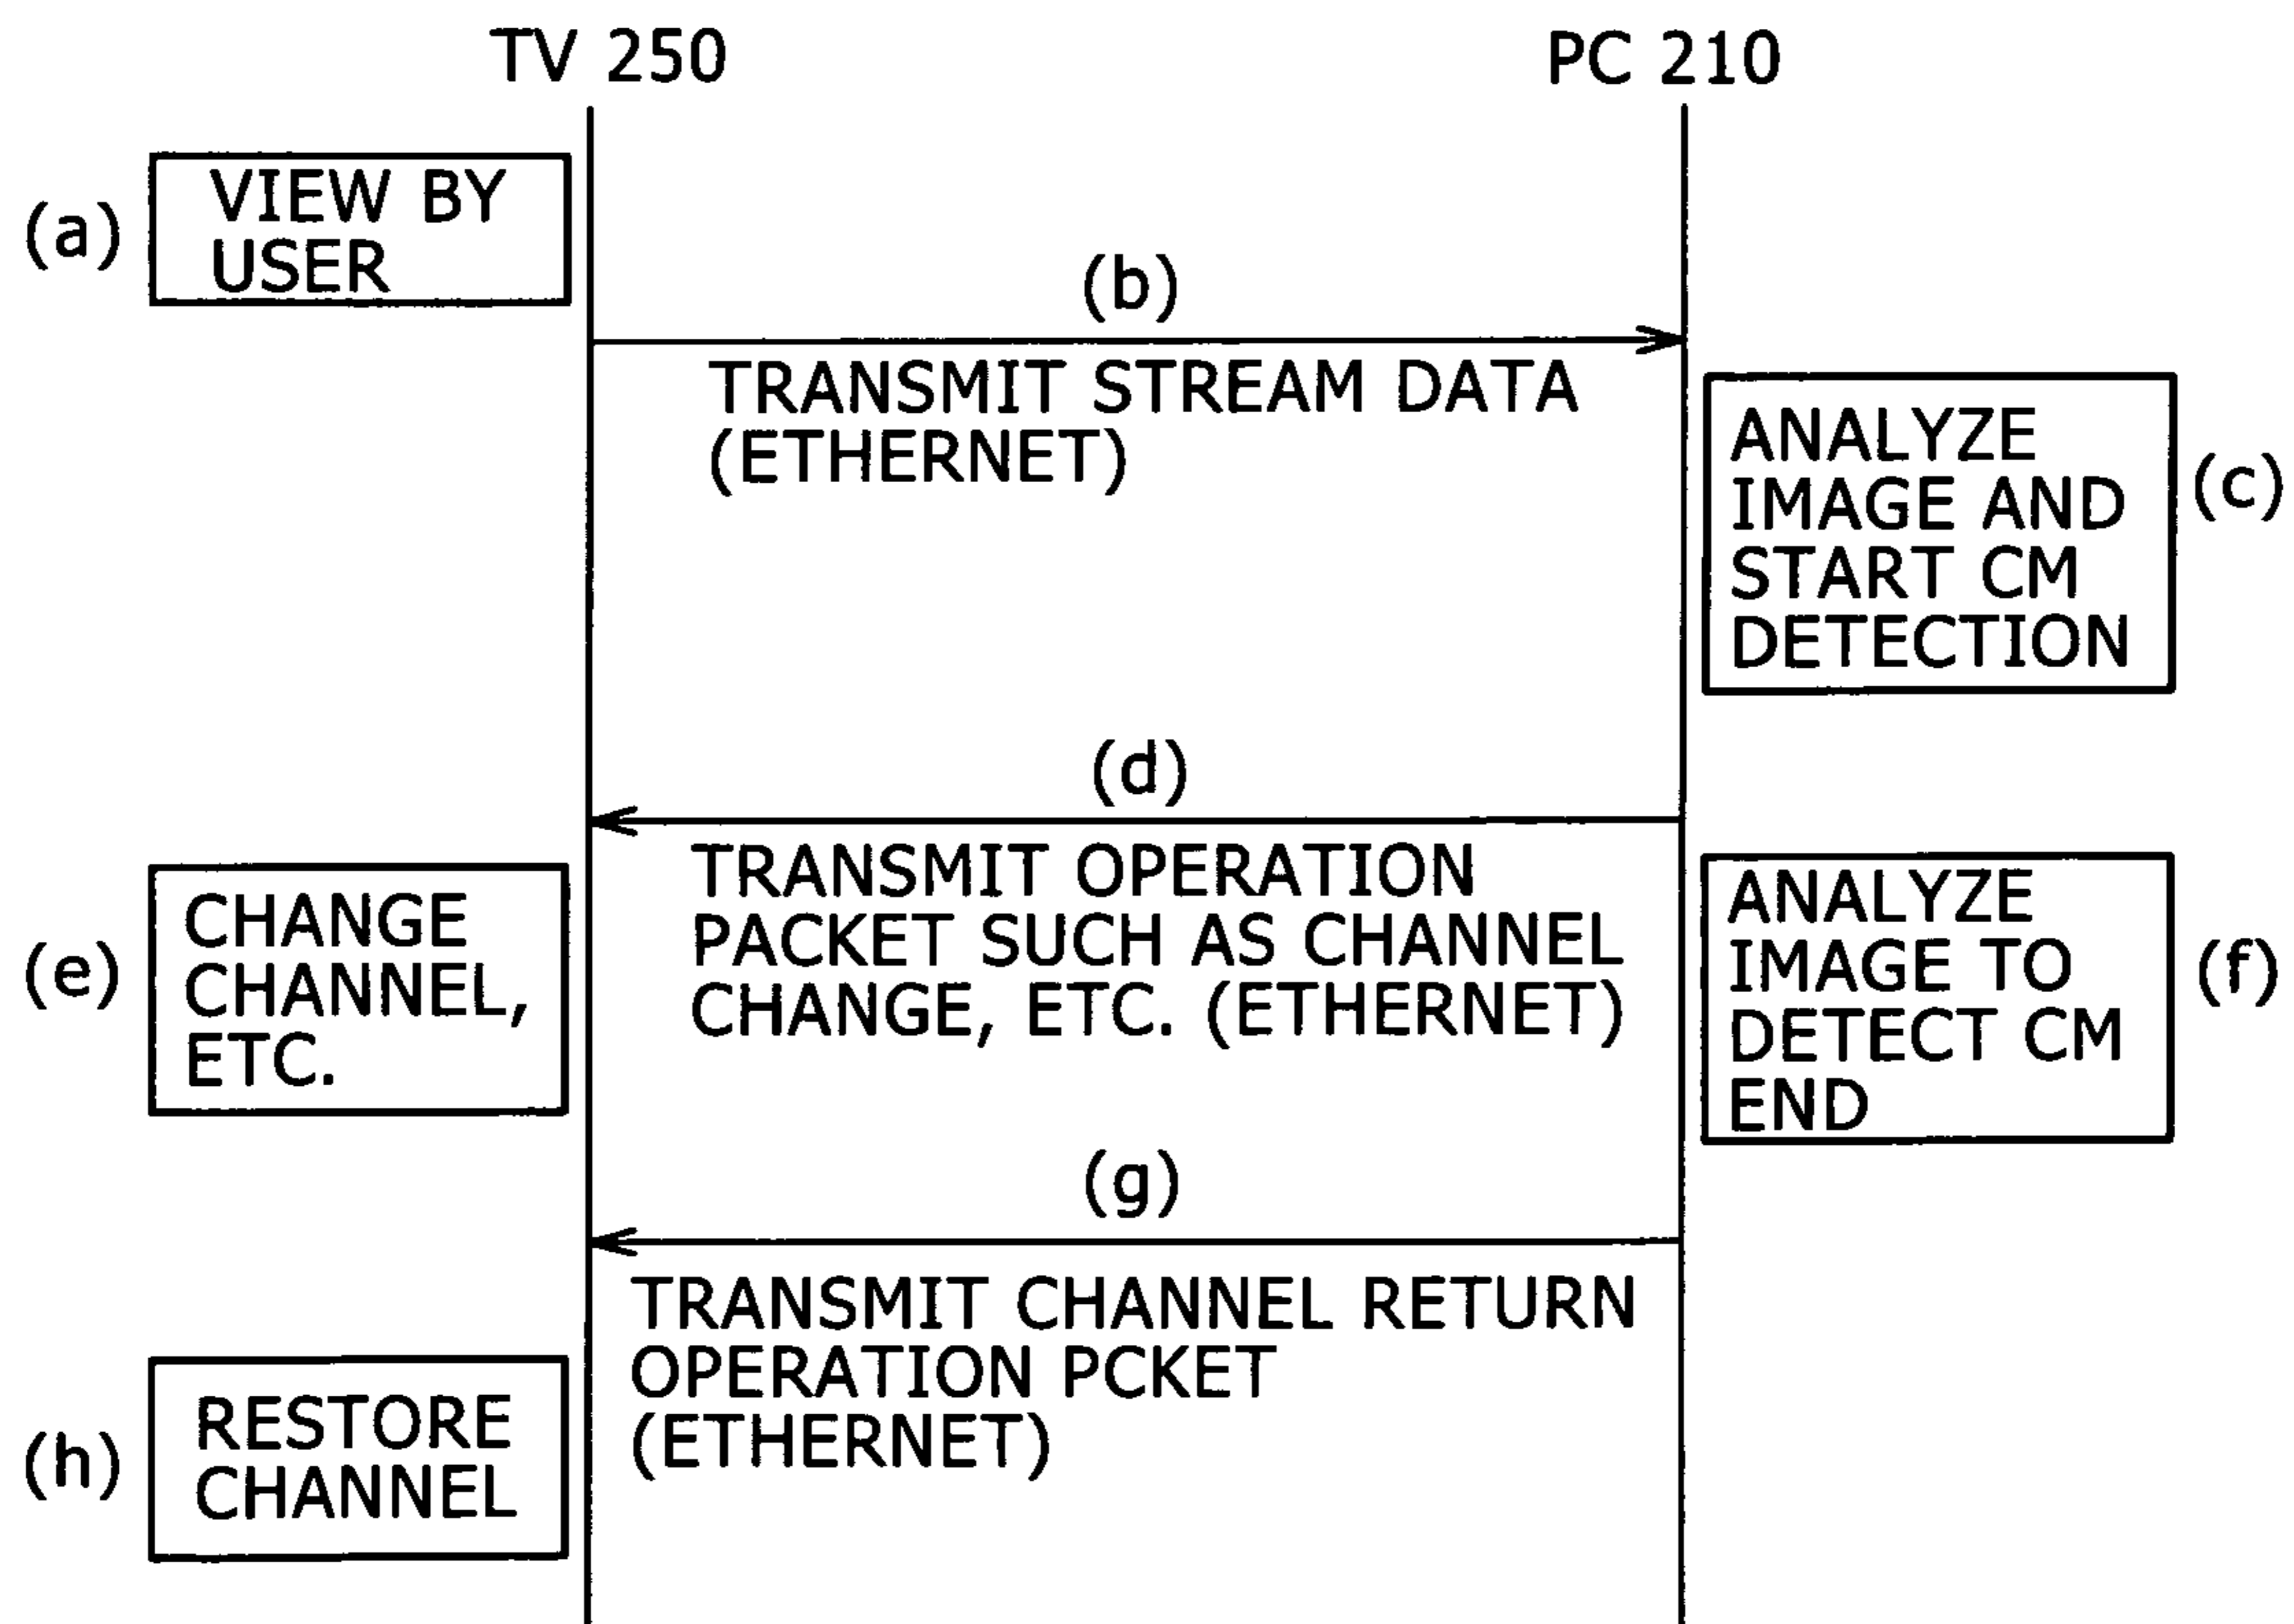 TV 250
PC 210
(a)
VIEW BY
USER
(b)
TRANSMIT STREAM DATA
(ETHERNET)
ANALYZE
IMAGE AND
START CM
DETECTION
(c)
(d)
TRANSMIT OPERATION
PACKET SUCH AS CHANNEL
CHANGE, ETC. (ETHERNET)
(e)
CHANGE
CHANNEL,
ETC.
ANALYZE
IMAGE TO
DETECT CM
END
(f)
(g)
TRANSMIT CHANNEL RETURN
OPERATION PCKET
(ETHERNET)
(h)
RESTORE
CHANNEL